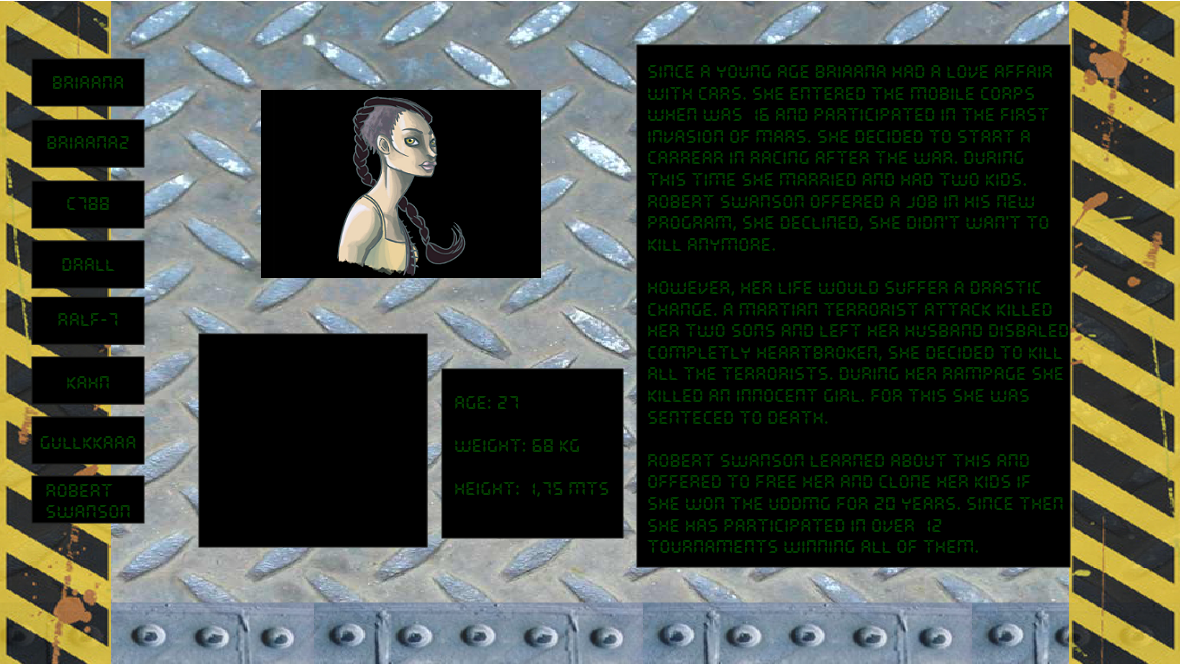 BRIAANA
BRIAANA2
C788
DRALL
RALF-7
KAHN
GULLKKARA
ROBERT
SWANSON
AGE: 27
WEIGHT: 68 KG
HEIGHT: 1,75 MTS
SINCE A YOUNG AGE BRIAANA HAD A LOVE AFFAIR
WITH CARS. SHE ENTERED THE MOBILE CORPS
WHEN WAS 16 AND PARTICIPATED IN THE FIRST
INVASION OF MARS. SHE DECIDED TO START A
CARREAR IN RACING AFTER THE WAR. DURING
THIS TIME SHE MARRIED AND HAD TWO KIDS.
ROBERT SWANSON OFFERED A JOB IN HIS NEW
PROGRAM, SHE DECLINED, SHE DIDN'T WAN'T TO
KILL ANYMORE.
HOWEVER, HER LIFE WOULD SUFFER A DRASTIC
CHANGE. A MARTIAN TERRORIST ATTACK KILLED
HER TWO SONS AND LEFT HER HUSBAND DISBALED
COMPLETLY HEARTBROKEN, SHE DECIDED TO KILL
ALL THE TERRORISTS. DURING HER RAMPAGE SHE
KILLED AN INNOCENT GIRL. FOR THIS SHE WAS
SENTECED TO DEATH.
ROBERT SWANSON LEARNED ABOUT THIS AND
OFFERED TO FREE HER AND CLONE HER KIDS IF
SHE WON THE UDDMG FOR 20 YEARS. SINCE THEN
SHE HAS PARTICIPATED IN OVER 12
TOURNAMENTS WINNING ALL OF THEM.